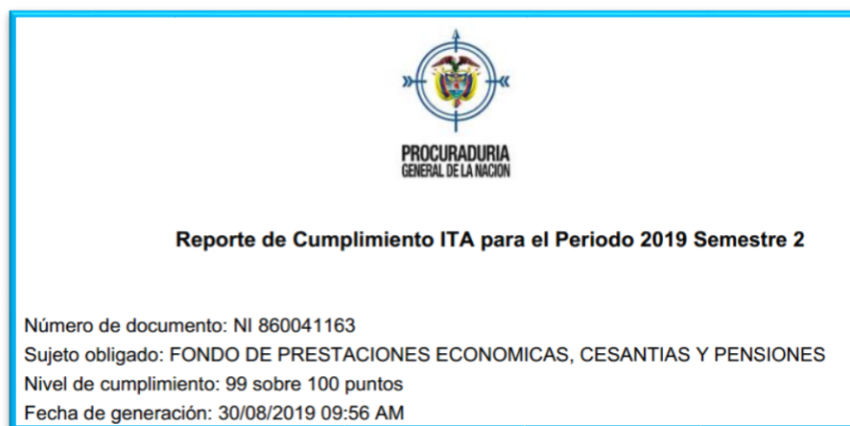 PROCURADURIA
GENERAL DE LA NACION
Reporte de Cumplimiento ITA para el Periodo 2019 Semestre 2
Número de documento: NI 860041163
Sujeto obligado: FONDO DE PRESTACIONES ECONOMICAS, CESANTIAS Y PENSIONES
Nivel de cumplimiento: 99 sobre 100 puntos
Fecha de generación: 30/08/2019 09:56 AM